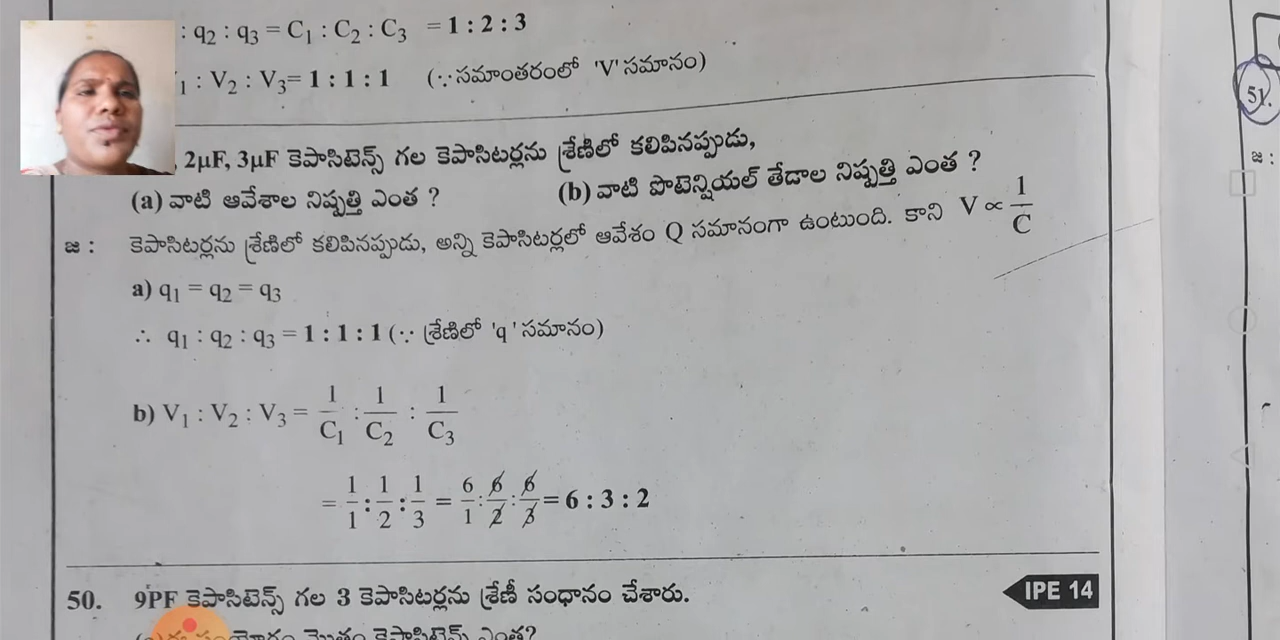 : q2 : q3 = C1 : C2 : C3 = 1 : 2 : 3
1 : V2 : V3= 1 : 1 : 1 (∵ సమాంతరంలో 'V' సమానం)
51.
, 2μF, 3μF కెపాసిటెన్స్ గల కెపాసిటర్లను శ్రేణిలో కలిపినప్పుడు,
జ :
(a) వాటి ఆవేశాల నిష్పత్తి ఎంత ? (b) వాటి పొటెన్షియల్ తేడాల నిష్పత్తి ఎంత ?
జ : కెపాసిటర్లను శ్రేణిలో కలిపినప్పుడు, అన్ని కెపాసిటర్లలో ఆవేశం Q సమానంగా ఉంటుంది. కాని V ∝ 1/C
a) q1 = q2 = q3
∴ q1 : q2 : q3 = 1 : 1 : 1 (∵ శ్రేణిలో 'q' సమానం)
b) V1 : V2 : V3 = 1/C1 : 1/C2 : 1/C3
= 1/1 : 1/2 : 1/3 = 6/1 : 6/2 : 6/3 = 6 : 3 : 2
50. 9PF కెపాసిటెన్స్ గల 3 కెపాసిటర్లను శ్రేణీ సంధానం చేశారు. IPE 14
మొత్తం కెపాసిటెన్స్ ఎంత?